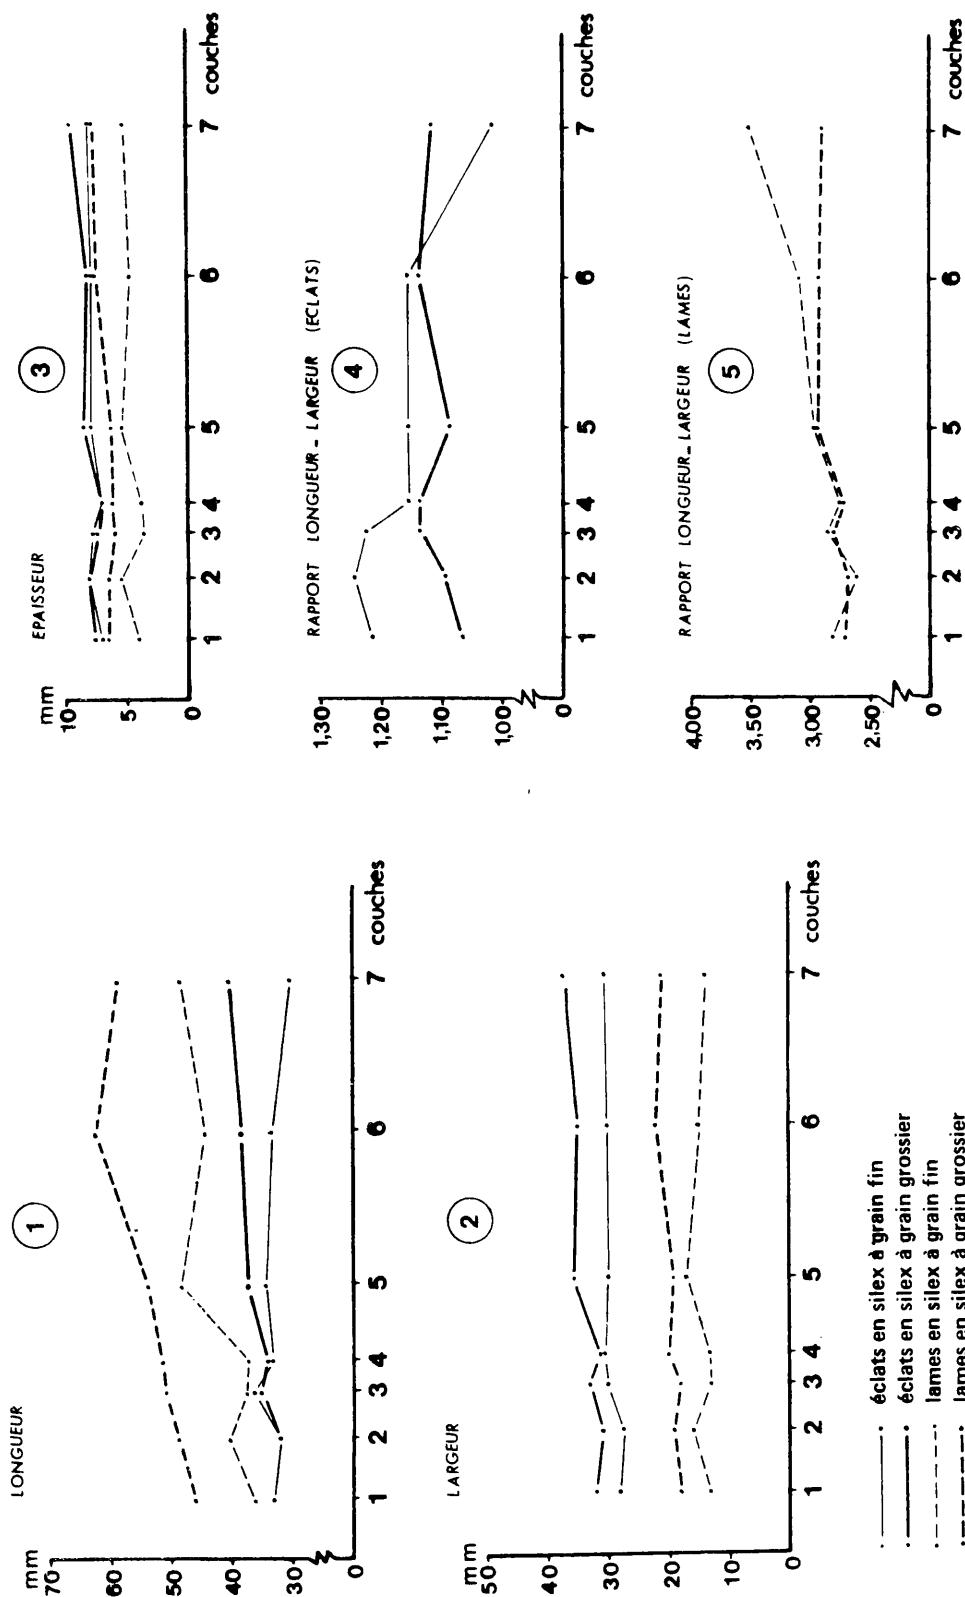 LONGUEUR
1
mm
70
60
50
40
30
0
1 2 3 4 5 6 7 couches
LARGEUR
2
50
mm
40
30
20
10
0
1 2 3 4 5 6 7 couches
éclats en silex à grain fin
éclats en silex à grain grossier
lames en silex à grain fin
lames en silex à grain grossier
EPAISSEUR
3
mm
10
5
0
1 2 3 4 5 6 7 couches
RAPPORT LONGUEUR_LARGEUR (ECLATS)
4
1,30
1,20
1,10
1,00
0
1 2 3 4 5 6 7 couches
RAPPORT LONGUEUR_LARGEUR (LAMES)
5
4,00
3,50
3,00
2,50
0
1 2 3 4 5 6 7 couches